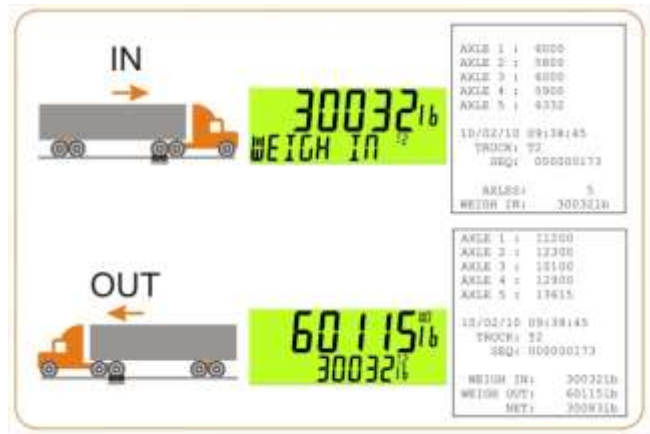 IN
30032lb
WEIGH IN
AXLE 1 : 6000
AXLE 2 : 5800
AXLE 3 : 6000
AXLE 4 : 5900
AXLE 5 : 6332
10/02/10 09:38:45
TRUCK: T2
SEQ: 000000173
AXLES: 5
WEIGH IN: 30032lb
OUT
60115lb
30032
AXLE 1 : 11200
AXLE 2 : 12300
AXLE 3 : 10100
AXLE 4 : 12900
AXLE 5 : 13615
09:38:45
TRUCK: T2
SEQ: 000000173
WEIGH IN: 30032lb
WEIGH OUT: 60115lb
NET: 30083lb